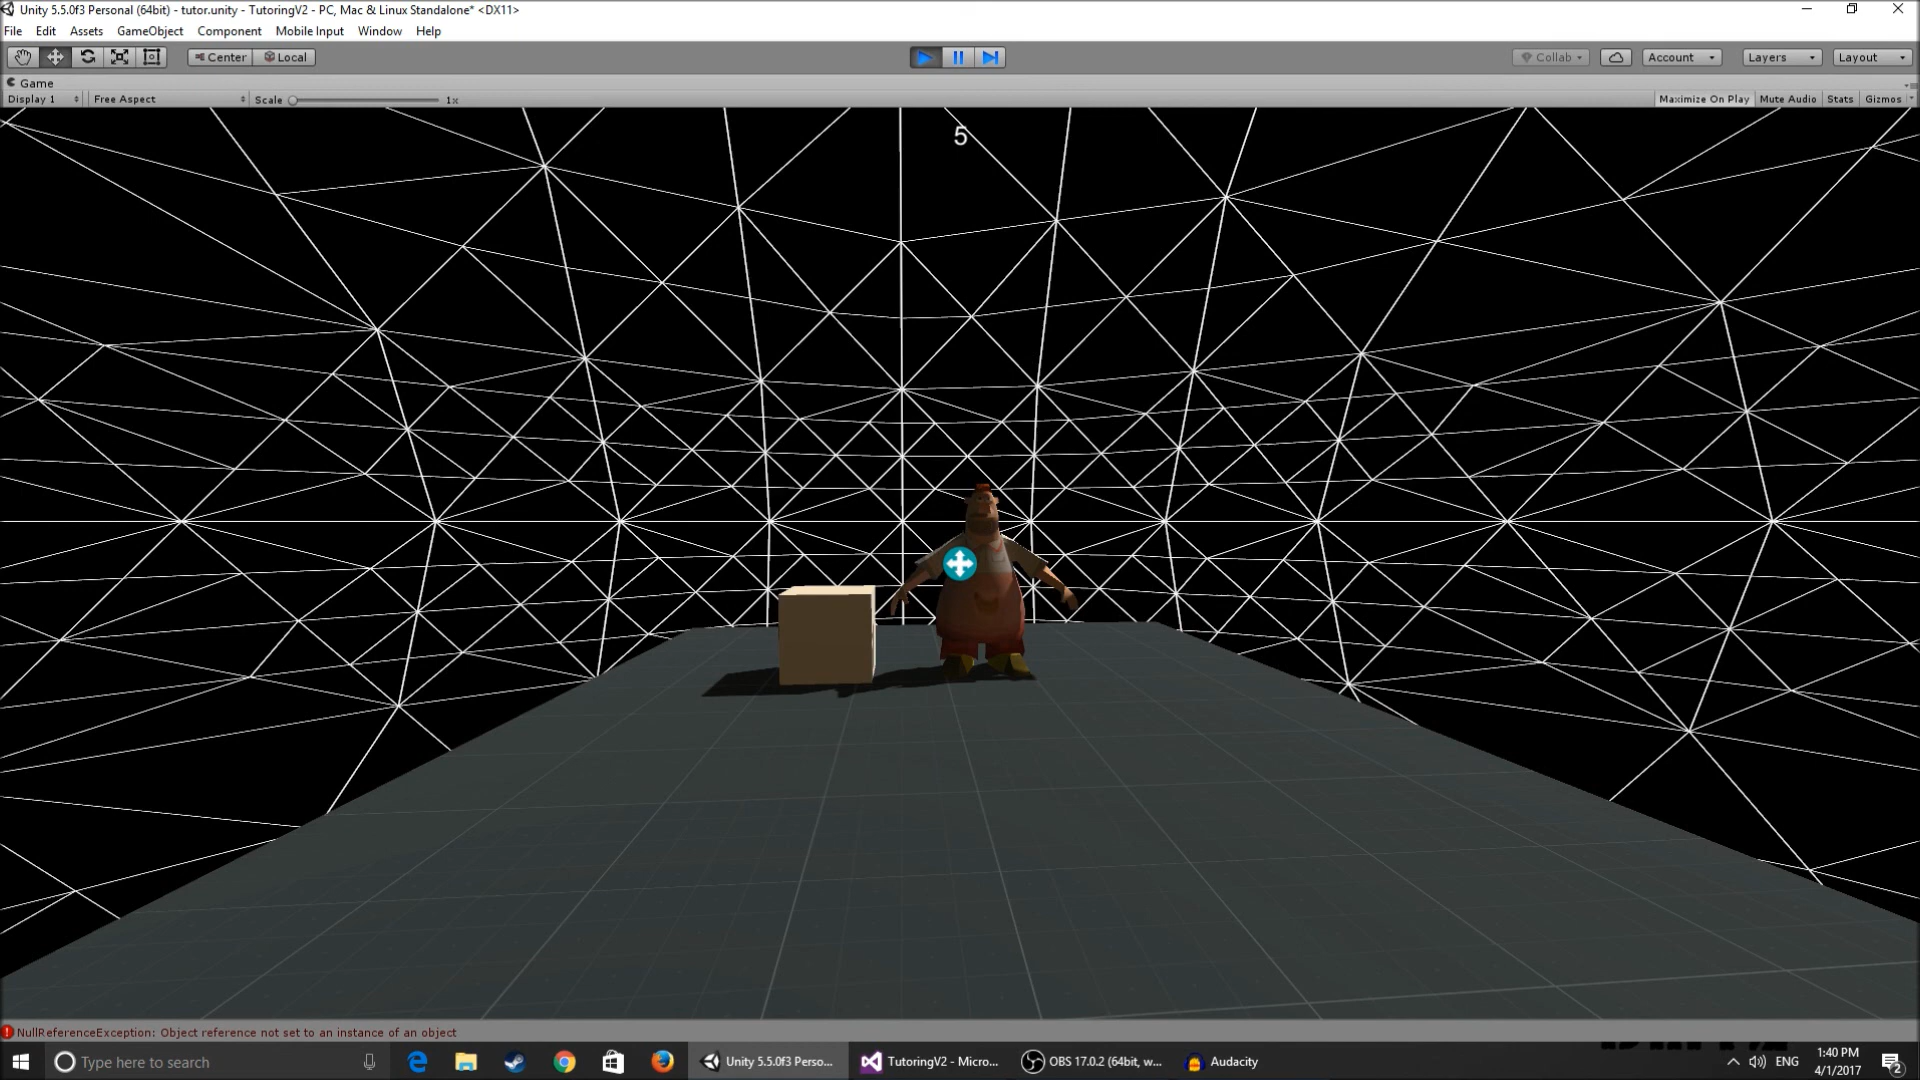 Unity 5.5.0f3 Personal (64bit) - tutor.unity - TutoringV2 - PC, Mac & Linux Standalone* <DX11>
File Edit Assets GameObject Component Mobile Input Window Help
Center Local Collab Account Layers Layout
Game
Display 1 Free Aspect Scale 1x Maximize On Play Mute Audio Stats Gizmos
5
NullReferenceException: Object reference not set to an instance of an object
Type here to search Unity 5.5.0f3 Perso... TutoringV2 - Micro... OBS 17.0.2 (64bit, w... Audacity ENG 1:40 PM
4/1/2017 2